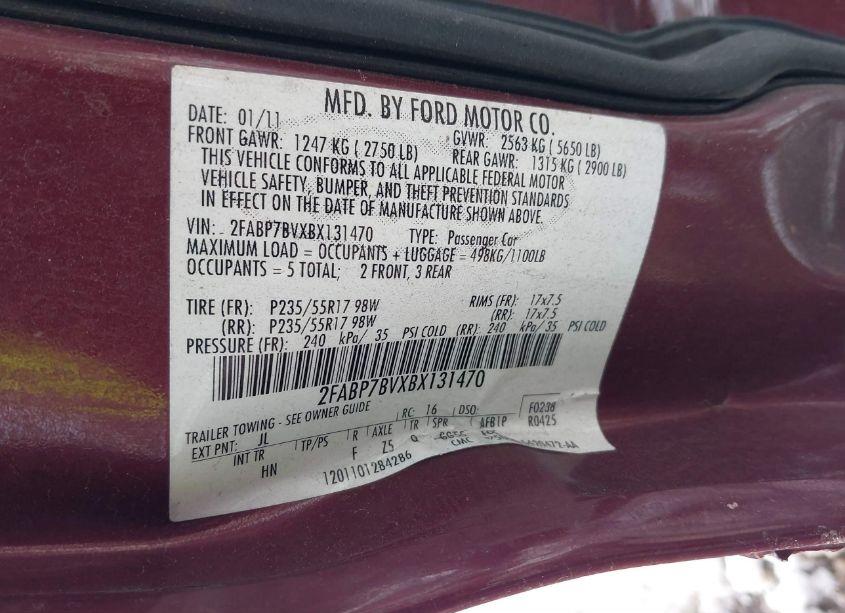 MFD. BY FORD MOTOR CO.
DATE: 01/11 GVWR: 2563 KG ( 5650 LB)
FRONT GAWR: 1247 KG ( 2750 LB) REAR GAWR: 1315 KG ( 2900 LB)
THIS VEHICLE CONFORMS TO ALL APPLICABLE FEDERAL MOTOR
VEHICLE SAFETY, BUMPER, AND THEFT PREVENTION STANDARDS
IN EFFECT ON THE DATE OF MANUFACTURE SHOWN ABOVE.
VIN: 2FABP7BVXBX131470 TYPE: Passenger Car
MAXIMUM LOAD = OCCUPANTS + LUGGAGE = 498KG/1100LB
OCCUPANTS = 5 TOTAL; 2 FRONT, 3 REAR
TIRE (FR): P235/55R17 98W RIMS (FR): 17x7.5
(RR): P235/55R17 98W (RR): 17x7.5
PRESSURE (FR): 240 kPa/ 35 PSI COLD (RR): 240 kPa/ 35 PSI COLD
2FABP7BVXBX131470
TRAILER TOWING - SEE OWNER GUIDE RC: 16 DSO: F0238
EXT PNT: JL R AXLE TR SPR AFB1P R0425
INT TR TP/PS F Z5 Q GGGG
HN CMC
1201101284286